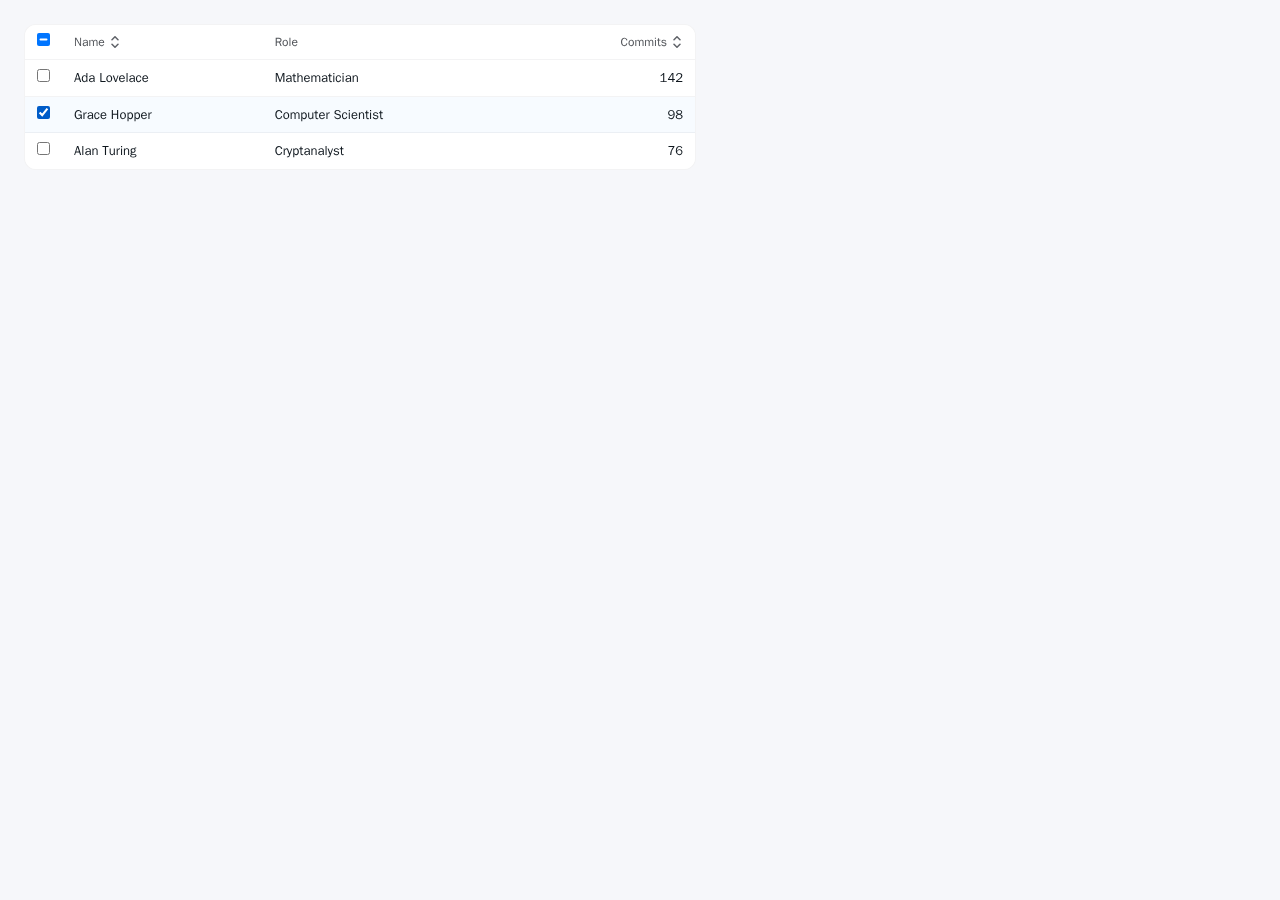 Name Role Commits
Ada Lovelace Mathematician 142
Grace Hopper Computer Scientist 98
Alan Turing Cryptanalyst 76